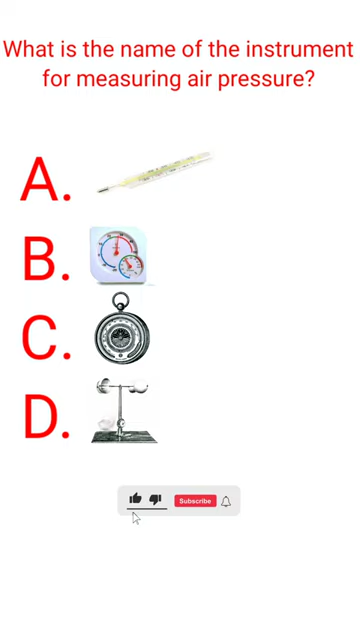 What is the name of the instrument
for measuring air pressure?
A.
B.
C.
D.
Subscribe